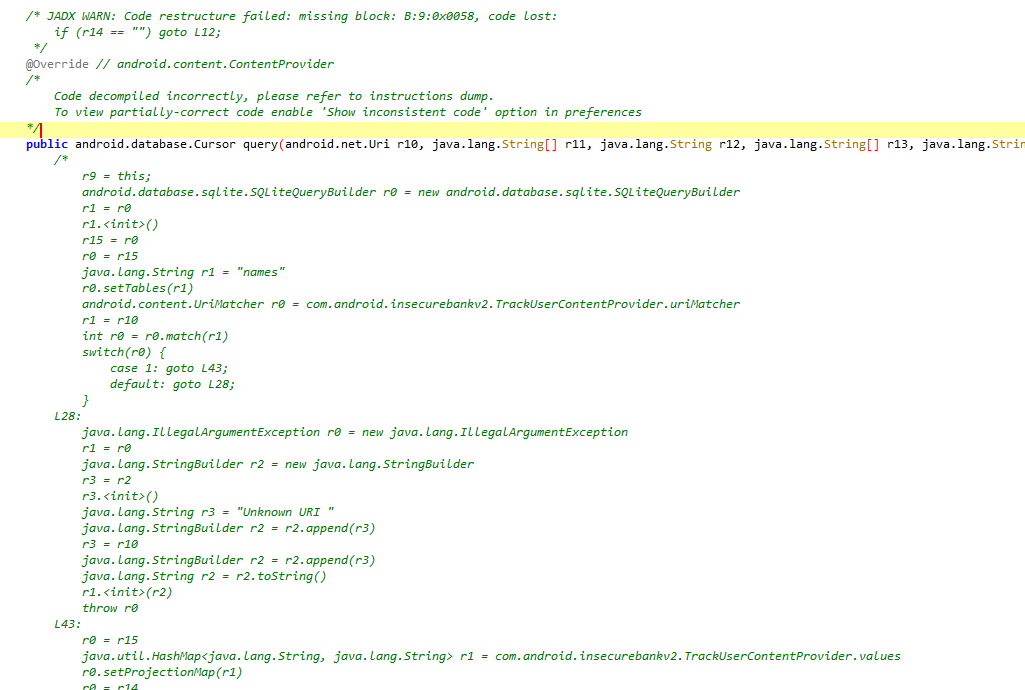 /* JADX WARN: Code restructure failed: missing block: B:9:0x0058, code lost:
    if (r14 == "") goto L12;
 */
@Override // android.content.ContentProvider
/*
    Code decompiled incorrectly, please refer to instructions dump.
    To view partially-correct code enable 'Show inconsistent code' option in preferences
*/
public android.database.Cursor query(android.net.Uri r10, java.lang.String[] r11, java.lang.String r12, java.lang.String[] r13, java.lang.Strin
    /*
        r9 = this;
        android.database.sqlite.SQLiteQueryBuilder r0 = new android.database.sqlite.SQLiteQueryBuilder
        r1 = r0
        r1.<init>()
        r15 = r0
        r0 = r15
        java.lang.String r1 = "names"
        r0.setTables(r1)
        android.content.UriMatcher r0 = com.android.insecurebankv2.TrackUserContentProvider.uriMatcher
        r1 = r10
        int r0 = r0.match(r1)
        switch(r0) {
            case 1: goto L43;
            default: goto L28;
        }
    L28:
        java.lang.IllegalArgumentException r0 = new java.lang.IllegalArgumentException
        r1 = r0
        java.lang.StringBuilder r2 = new java.lang.StringBuilder
        r3 = r2
        r3.<init>()
        java.lang.String r3 = "Unknown URI "
        java.lang.StringBuilder r2 = r2.append(r3)
        r3 = r10
        java.lang.StringBuilder r2 = r2.append(r3)
        java.lang.String r2 = r2.toString()
        r1.<init>(r2)
        throw r0
    L43:
        r0 = r15
        java.util.HashMap<java.lang.String, java.lang.String> r1 = com.android.insecurebankv2.TrackUserContentProvider.values
        r0.setProjectionMap(r1)
        r0 = r14